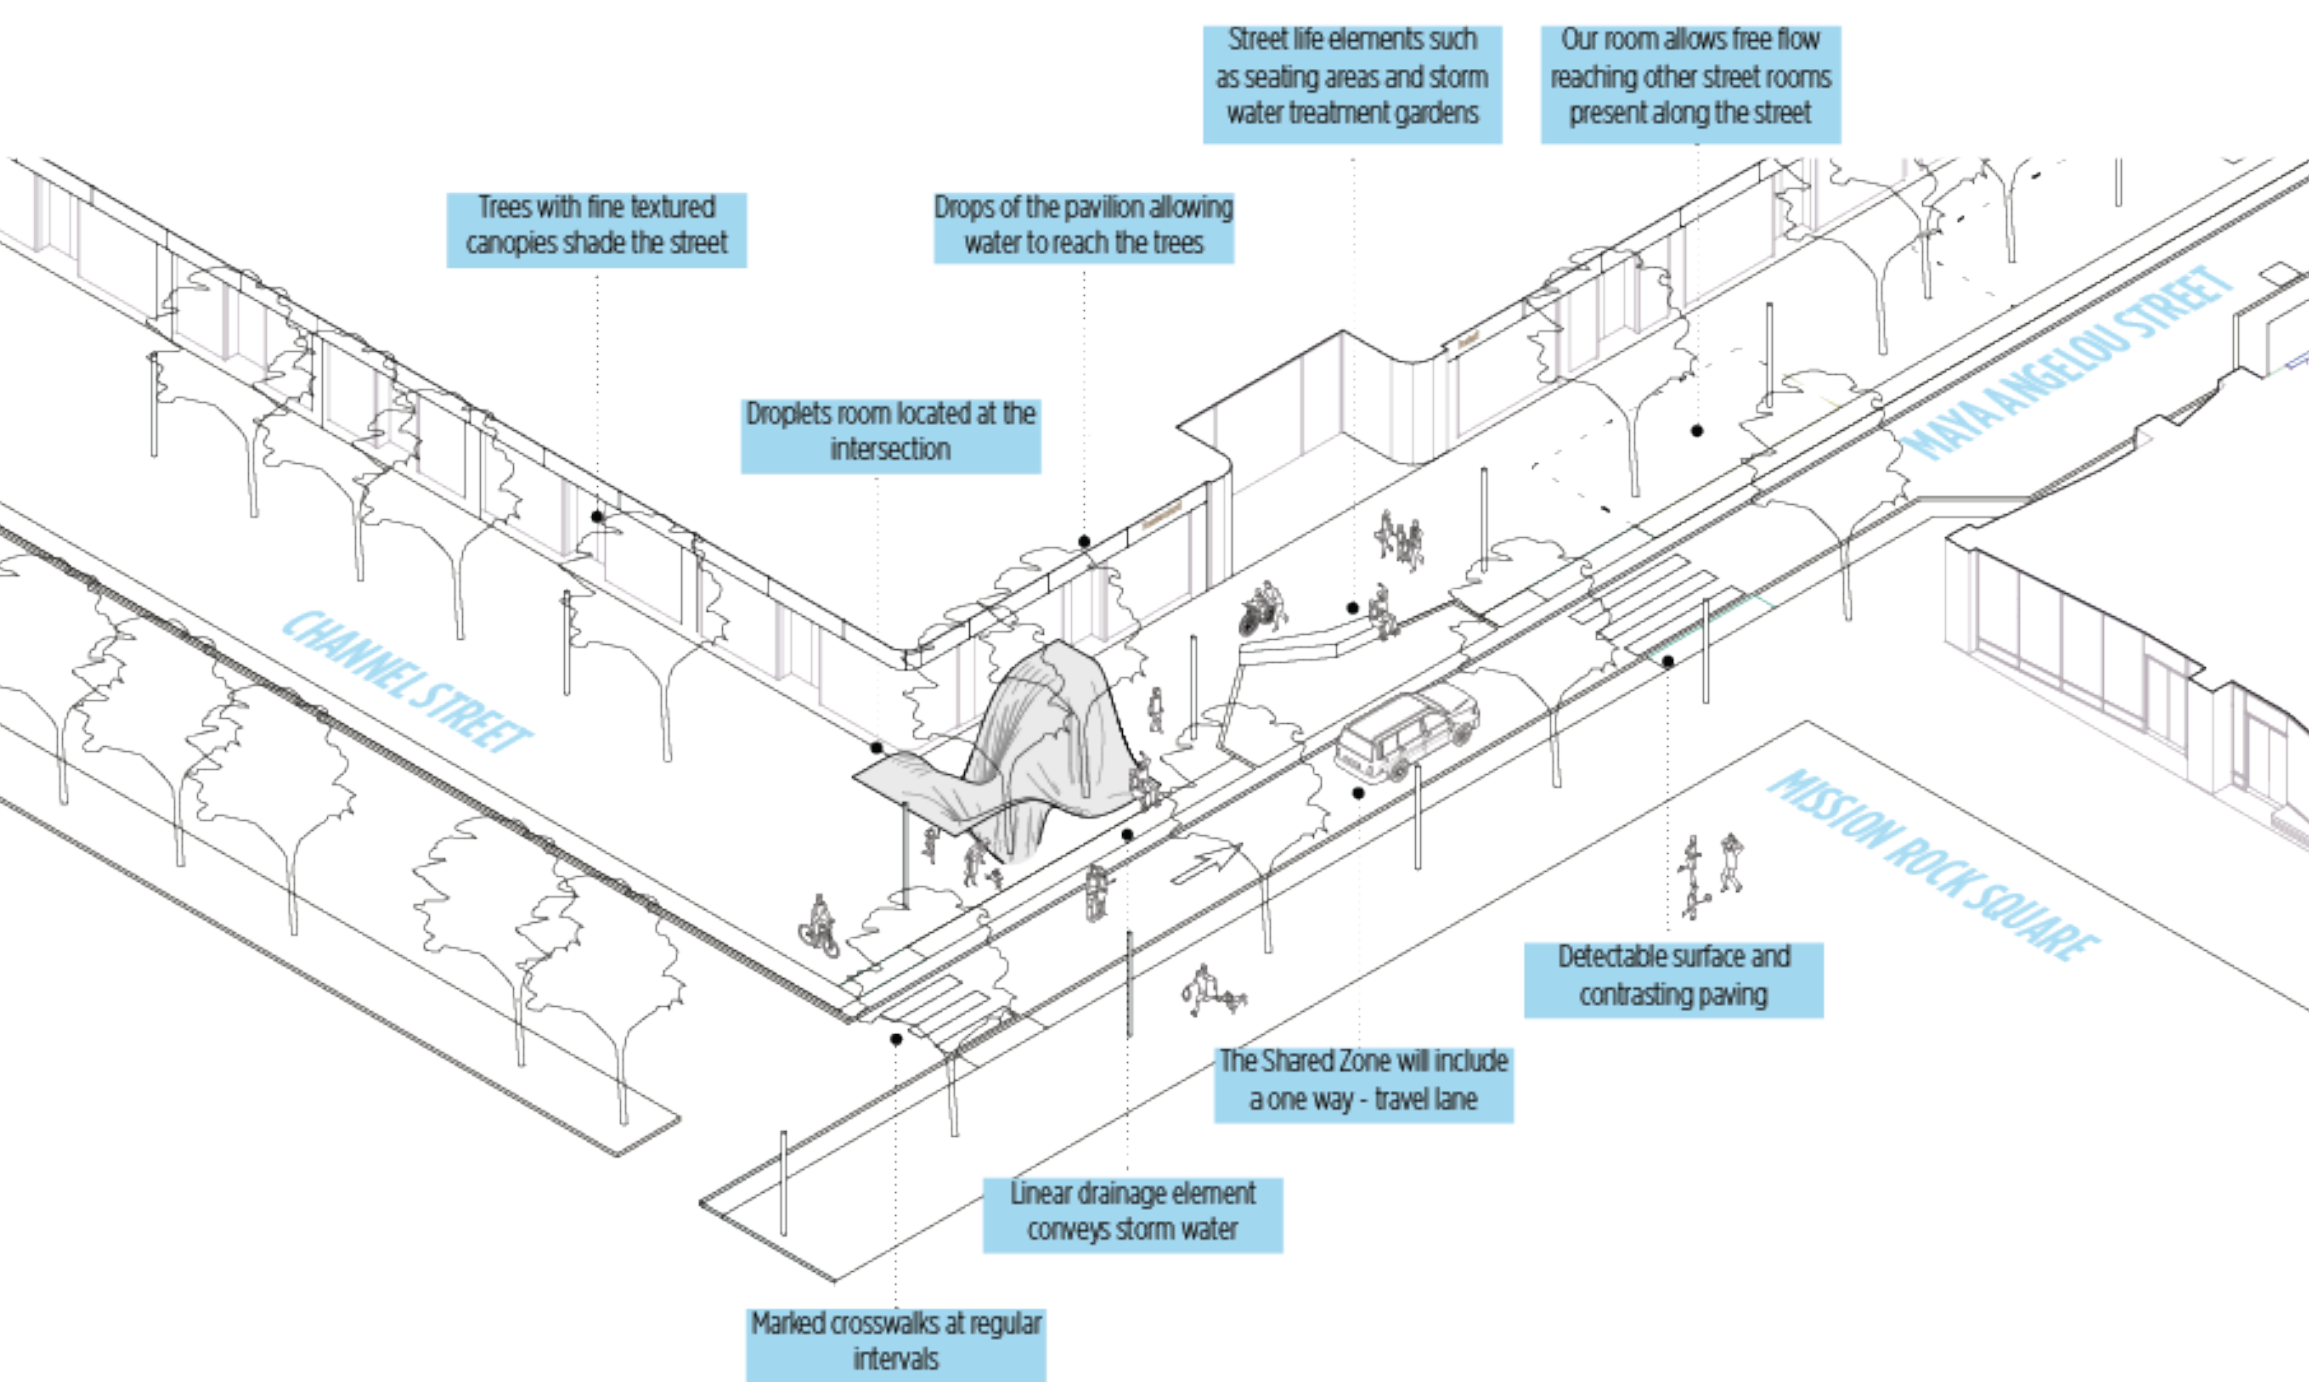 Street life elements such
as seating areas and storm
water treatment gardens
Our room allows free flow
reaching other street rooms
present along the street
Trees with fine textured
canopies shade the street
Drops of the pavilion allowing
water to reach the trees
Droplets room located at the
intersection
MAYA ANGELOU STREET
CHANNEL STREET
MISSION ROCK SQUARE
Detectable surface and
contrasting paving
The Shared Zone will include
a one way - travel lane
Linear drainage element
conveys storm water
Marked crosswalks at regular
intervals